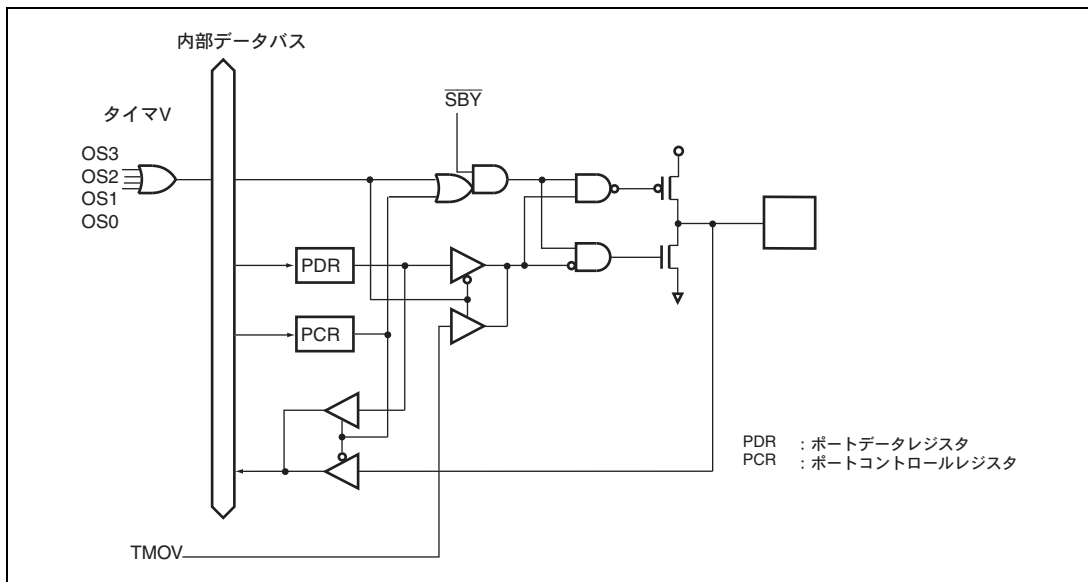 内部データバス
タイマV
SBY
OS3
OS2
OS1
OS0
PDR
PCR
PDR :ポートデータレジスタ
PCR :ポートコントロールレジスタ
TMOV